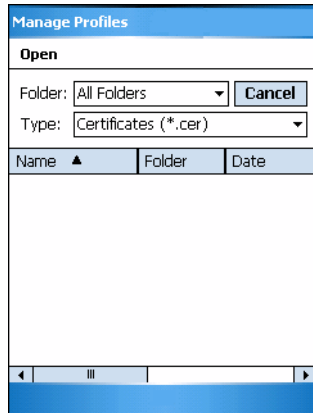 Manage Profiles
Open
Folder: All Folders Cancel
Type: Certificates (*.cer)
Name Folder Date